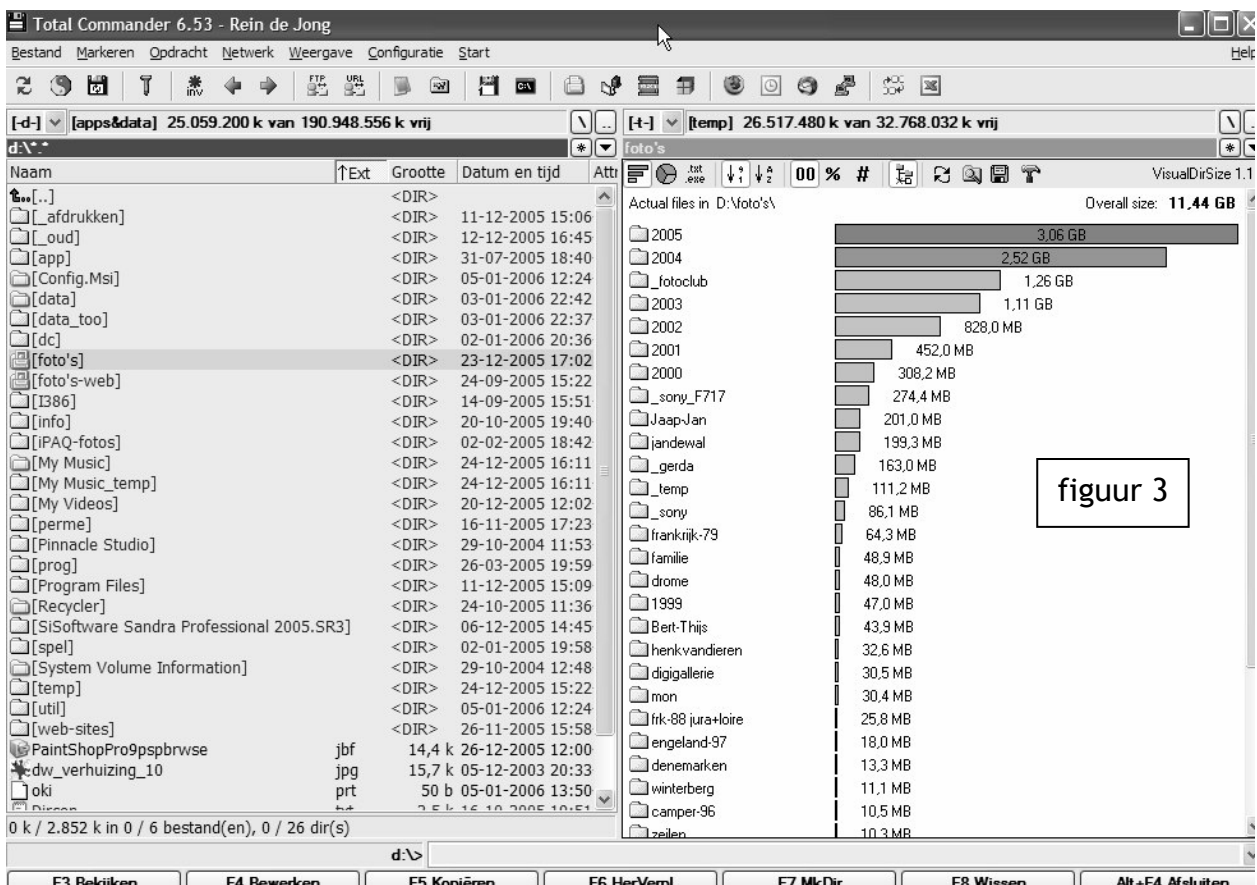 Total Commander 6.53 - Rein de Jong
Bestand Markeren Opdracht Netwerk Weergave Configuratie Start Help
INV FTP URL C:\
[-d-] [apps&data] 25.059.200 k van 190.948.556 k vrij \ ..
[-t-] [temp] 26.517.480 k van 32.768.032 k vrij \
d:\*.* *
foto's *
Naam ↑Ext Grootte Datum en tijd Attr
[..] <DIR>
[_afdrukken] <DIR> 11-12-2005 15:06
[_oud] <DIR> 12-12-2005 16:45
[app] <DIR> 31-07-2005 18:40
[Config.Msi] <DIR> 05-01-2006 12:24
[data] <DIR> 03-01-2006 22:42
[data_too] <DIR> 03-01-2006 22:37
[dc] <DIR> 02-01-2006 20:36
[foto's] <DIR> 23-12-2005 17:02
[foto's-web] <DIR> 24-09-2005 15:22
[I386] <DIR> 14-09-2005 15:51
[info] <DIR> 20-10-2005 19:40
[iPAQ-fotos] <DIR> 02-02-2005 18:42
[My Music] <DIR> 24-12-2005 16:11
[My Music_temp] <DIR> 24-12-2005 16:11
[My Videos] <DIR> 20-12-2005 12:02
[perme] <DIR> 16-11-2005 17:23
[Pinnacle Studio] <DIR> 29-10-2004 11:53
[prog] <DIR> 26-03-2005 19:59
[Program Files] <DIR> 11-12-2005 15:09
[Recycler] <DIR> 24-10-2005 11:36
[SiSoftware Sandra Professional 2005.SR3] <DIR> 06-12-2005 14:45
[spel] <DIR> 02-01-2005 19:58
[System Volume Information] <DIR> 29-10-2004 12:48
[temp] <DIR> 24-12-2005 15:22
[util] <DIR> 05-01-2006 12:24
[web-sites] <DIR> 26-11-2005 15:58
PaintShopPro9pspbrwse jbf 14,4 k 26-12-2005 12:00
dw_verhuizing_10 jpg 15,7 k 05-12-2003 20:33
oki prt 50 b 05-01-2006 13:50
0 k / 2.852 k in 0 / 6 bestand(en), 0 / 26 dir(s)
.txt .exe 00 % # VisualDirSize 1.1
Actual files in D:\foto's\ Overall size: 11,44 GB
2005 3,06 GB
2004 2,52 GB
_fotoclub 1,26 GB
2003 1,11 GB
2002 828,0 MB
2001 452,0 MB
2000 308,2 MB
_sony_F717 274,4 MB
Jaap-Jan 201,0 MB
jandewal 199,3 MB
_gerda 163,0 MB
_temp 111,2 MB
_sony 86,1 MB
frankrijk-79 64,3 MB
familie 48,9 MB
drome 48,0 MB
1999 47,0 MB
Bert-Thijs 43,9 MB
henkvandieren 32,6 MB
digigallerie 30,5 MB
mon 30,4 MB
frk-88 jura+loire 25,8 MB
engeland-97 18,0 MB
denemarken 13,3 MB
winterberg 11,1 MB
camper-96 10,5 MB
zeilen 10,3 MB
figuur 3
d:\>
F3 Bekijken F4 Bewerken F5 Kopiëren F6 HerVerpl F7 MkDir F8 Wissen Alt+F4 Afsluiten